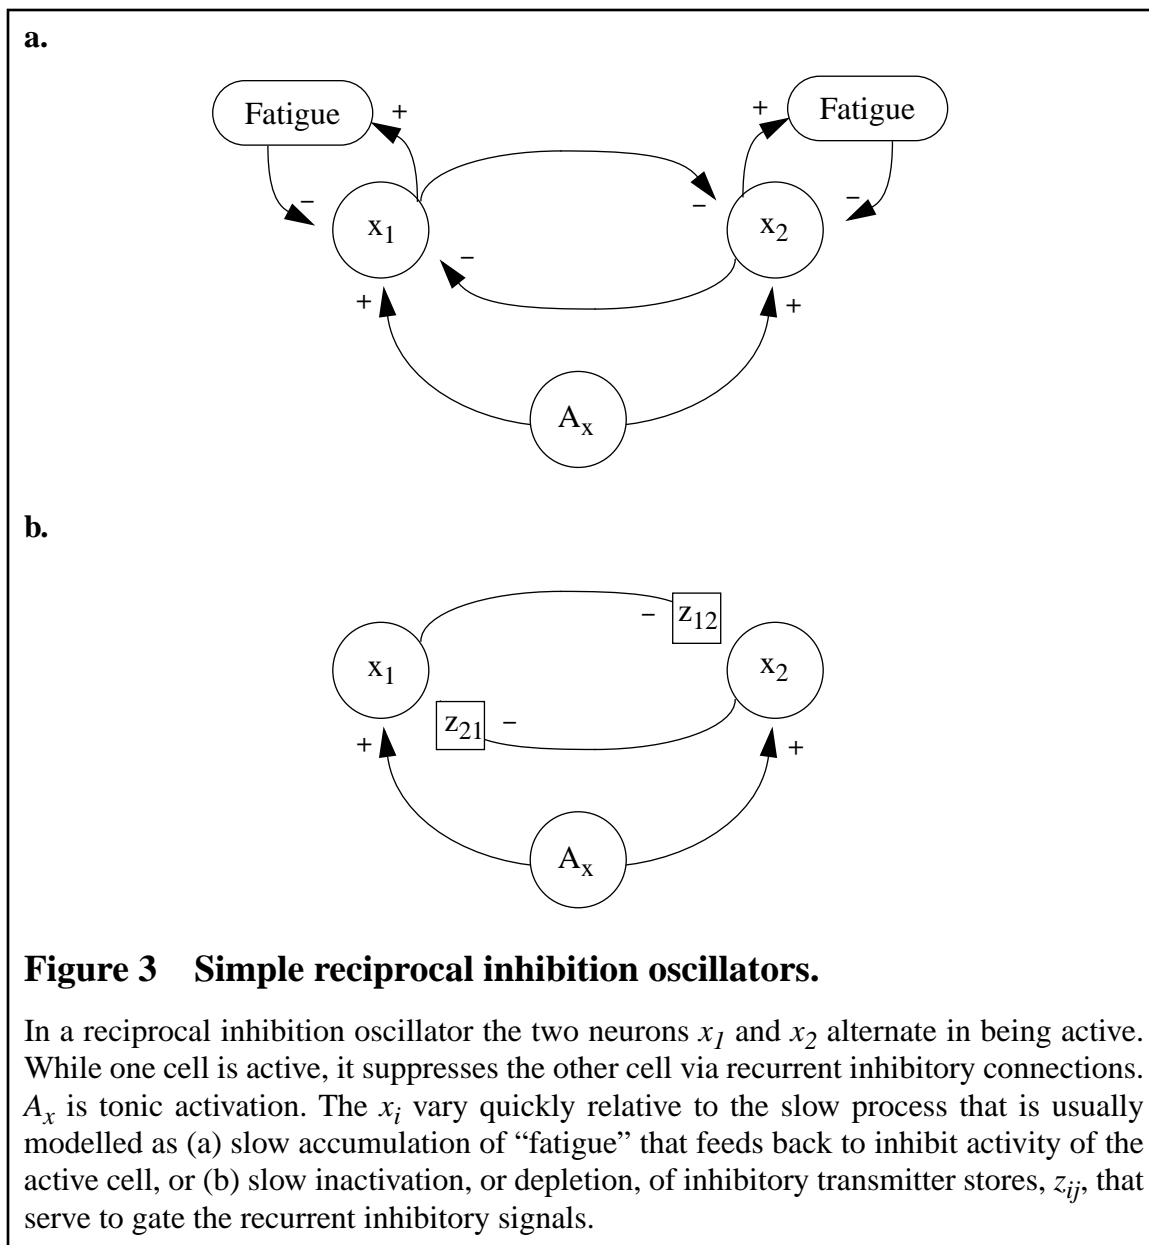 a.
Fatigue
+
+
Fatigue
-
-
-
x1
x2
-
+
+
Ax
b.
- z12
x1
x2
z21 -
+
+
Ax
Figure 3 Simple reciprocal inhibition oscillators.
In a reciprocal inhibition oscillator the two neurons x1 and x2 alternate in being active.
While one cell is active, it suppresses the other cell via recurrent inhibitory connections.
Ax is tonic activation. The xi vary quickly relative to the slow process that is usually
modelled as (a) slow accumulation of “fatigue” that feeds back to inhibit activity of the
active cell, or (b) slow inactivation, or depletion, of inhibitory transmitter stores, zij, that
serve to gate the recurrent inhibitory signals.